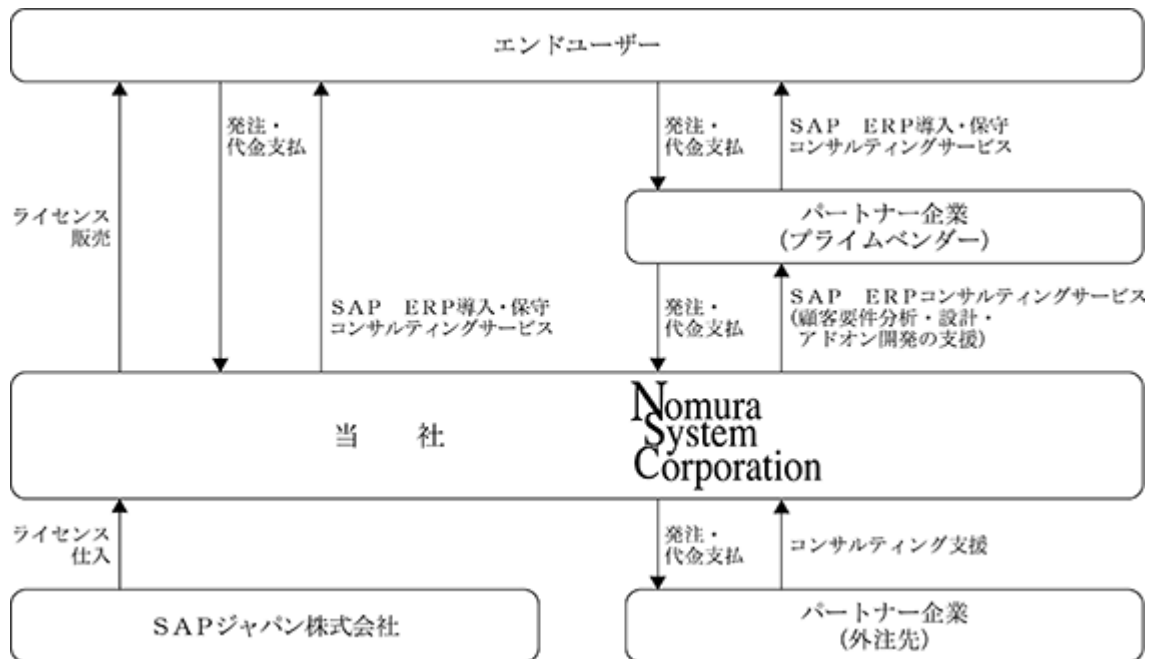 エンドユーザー
発注・
代金支払
発注・
代金支払
ＳＡＰ　ＥＲＰ導入・保守
コンサルティングサービス
ライセンス
販売
パートナー企業
(プライムベンダー)
ＳＡＰ　ＥＲＰ導入・保守
コンサルティングサービス
発注・
代金支払
ＳＡＰ　ＥＲＰコンサルティングサービス
(顧客要件分析・設計・
アドオン開発の支援)
当　　社
Nomura
System
Corporation
ライセンス
仕入
発注・
代金支払
コンサルティング支援
ＳＡＰジャパン株式会社
パートナー企業
(外注先)